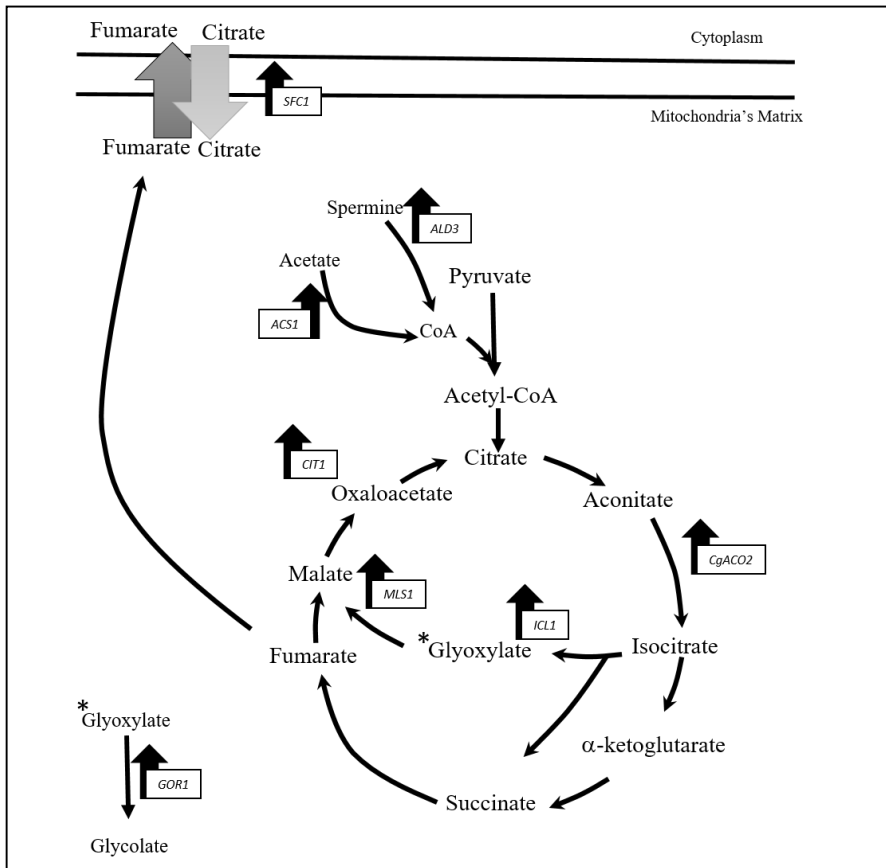 Fumarate Citrate
Cytoplasm
SFC1
Mitochondria's Matrix
Fumarate Citrate
Spermine
ALD3
Acetate
Pyruvate
ACS1
CoA
Acetyl-CoA
CIT1
Citrate
Oxaloacetate
Aconitate
CgACO2
Malate
MLS1
ICL1
*Glyoxylate
Isocitrate
Fumarate
*Glyoxylate
α-ketoglutarate
GOR1
Succinate
Glycolate